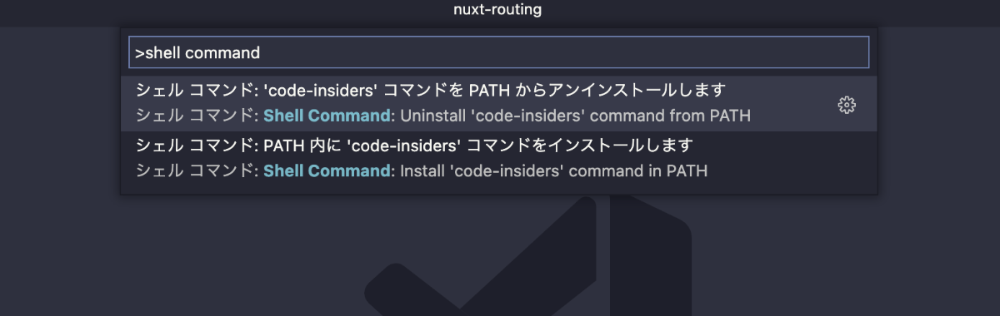 nuxt-routing
>shell command
シェル コマンド: 'code-insiders' コマンドを PATH からアンインストールします
シェル コマンド: Shell Command: Uninstall 'code-insiders' command from PATH
シェル コマンド: PATH 内に 'code-insiders' コマンドをインストールします
シェル コマンド: Shell Command: Install 'code-insiders' command in PATH